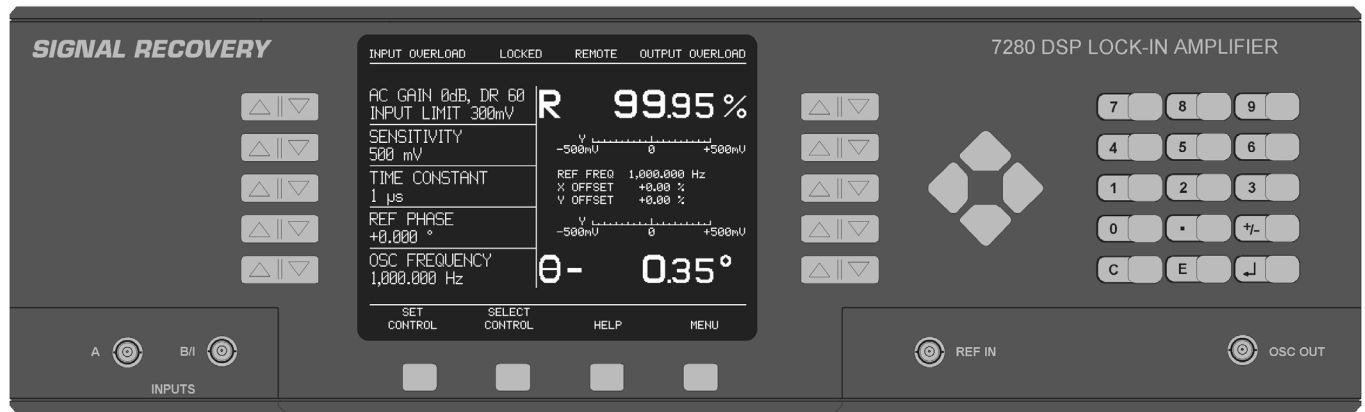 SIGNAL RECOVERY
7280 DSP LOCK-IN AMPLIFIER
INPUT OVERLOAD LOCKED REMOTE OUTPUT OVERLOAD
AC GAIN 0dB, DR 60
INPUT LIMIT 300mV
SENSITIVITY
500 mV
TIME CONSTANT
1 µs
REF PHASE
+0.000 °
OSC FREQUENCY
1,000.000 Hz
R 99.95 %
Y
-500mV 0 +500mV
REF FREQ 1,000.000 Hz
X OFFSET +0.00 %
Y OFFSET +0.00 %
Y
-500mV 0 +500mV
θ- 0.35°
SET CONTROL
SELECT CONTROL
HELP
MENU
7 8 9
4 5 6
1 2 3
0 . +/-
C E ↵
A B/I
INPUTS
REF IN
OSC OUT